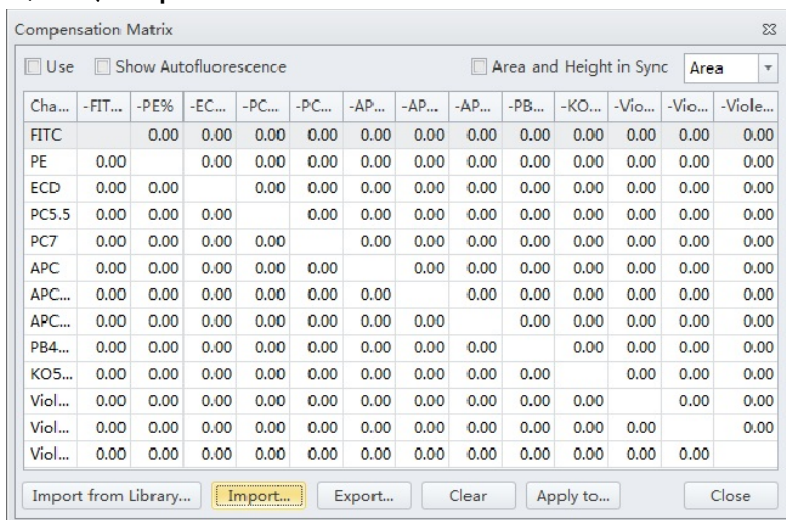 Compensation Matrix
Use Show Autofluorescence Area and Height in Sync Area
Cha... -FIT... -PE% -EC... -PC... -PC... -AP... -AP... -AP... -PB... -KO... -Vio... -Vio... -Viole...
FITC 0.00 0.00 0.00 0.00 0.00 0.00 0.00 0.00 0.00 0.00 0.00 0.00
PE 0.00 0.00 0.00 0.00 0.00 0.00 0.00 0.00 0.00 0.00 0.00 0.00
ECD 0.00 0.00 0.00 0.00 0.00 0.00 0.00 0.00 0.00 0.00 0.00 0.00
PC5.5 0.00 0.00 0.00 0.00 0.00 0.00 0.00 0.00 0.00 0.00 0.00 0.00
PC7 0.00 0.00 0.00 0.00 0.00 0.00 0.00 0.00 0.00 0.00 0.00 0.00
APC 0.00 0.00 0.00 0.00 0.00 0.00 0.00 0.00 0.00 0.00 0.00 0.00
APC... 0.00 0.00 0.00 0.00 0.00 0.00 0.00 0.00 0.00 0.00 0.00 0.00
APC... 0.00 0.00 0.00 0.00 0.00 0.00 0.00 0.00 0.00 0.00 0.00 0.00
PB4... 0.00 0.00 0.00 0.00 0.00 0.00 0.00 0.00 0.00 0.00 0.00 0.00
KO5... 0.00 0.00 0.00 0.00 0.00 0.00 0.00 0.00 0.00 0.00 0.00 0.00
Viol... 0.00 0.00 0.00 0.00 0.00 0.00 0.00 0.00 0.00 0.00 0.00 0.00
Viol... 0.00 0.00 0.00 0.00 0.00 0.00 0.00 0.00 0.00 0.00 0.00 0.00
Viol... 0.00 0.00 0.00 0.00 0.00 0.00 0.00 0.00 0.00 0.00 0.00 0.00
Import from Library... Import... Export... Clear Apply to... Close